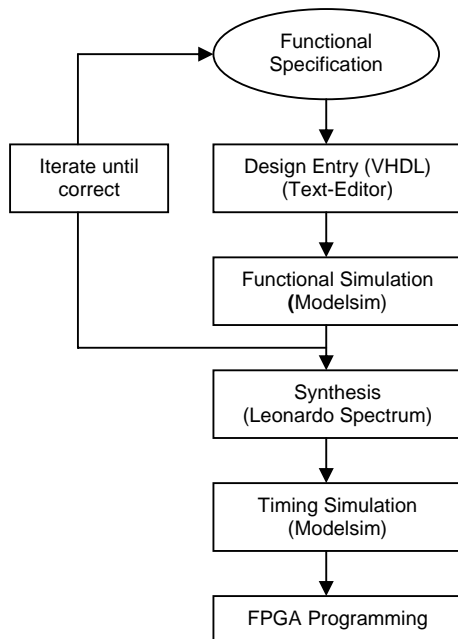 Functional
Specification
Iterate until
correct
Design Entry (VHDL)
(Text-Editor)
Functional Simulation
(Modelsim)
Synthesis
(Leonardo Spectrum)
Timing Simulation
(Modelsim)
FPGA Programming